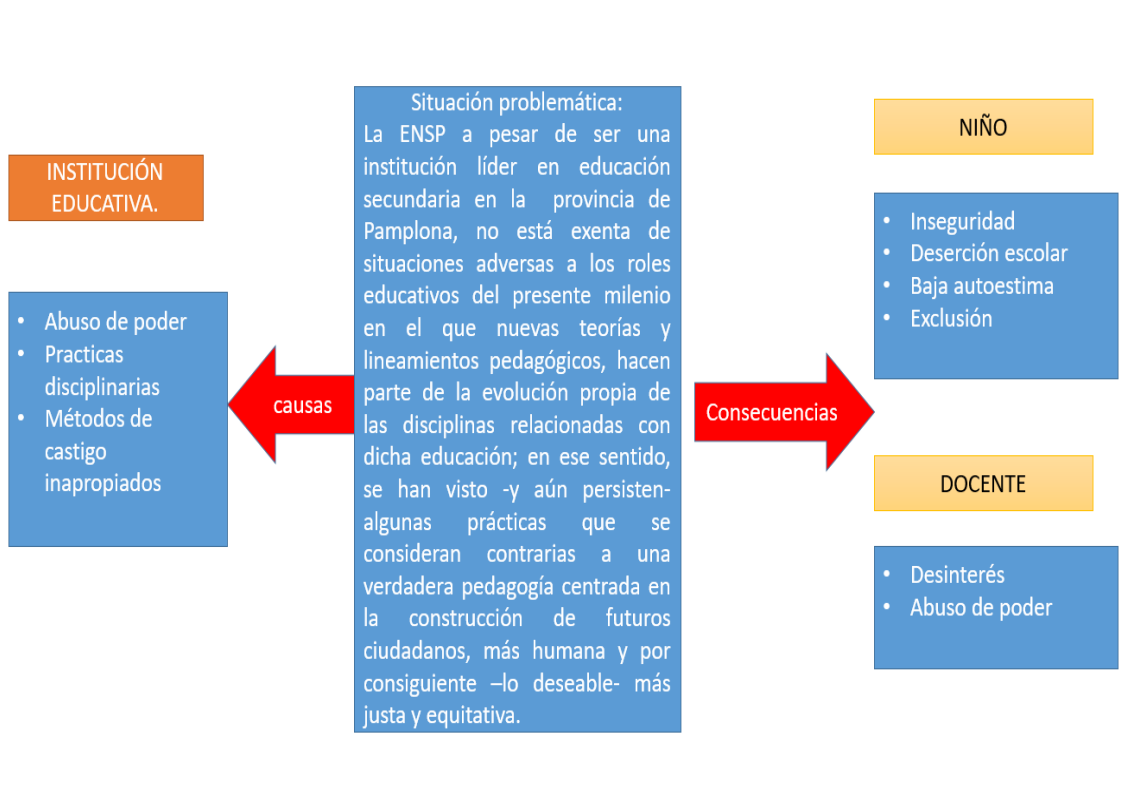 INSTITUCIÓN
EDUCATIVA.
• Abuso de poder
• Practicas
disciplinarias
• Métodos de
castigo
inapropiados
causas
Situación problemática:
La ENSP a pesar de ser una
institución líder en educación
secundaria en la provincia de
Pamplona, no está exenta de
situaciones adversas a los roles
educativos del presente milenio
en el que nuevas teorías y
lineamientos pedagógicos, hacen
parte de la evolución propia de
las disciplinas relacionadas con
dicha educación; en ese sentido,
se han visto -y aún persisten-
algunas prácticas que se
consideran contrarias a una
verdadera pedagogía centrada en
la construcción de futuros
ciudadanos, más humana y por
consiguiente –lo deseable- más
justa y equitativa.
Consecuencias
NIÑO
• Inseguridad
• Deserción escolar
• Baja autoestima
• Exclusión
DOCENTE
• Desinterés
• Abuso de poder